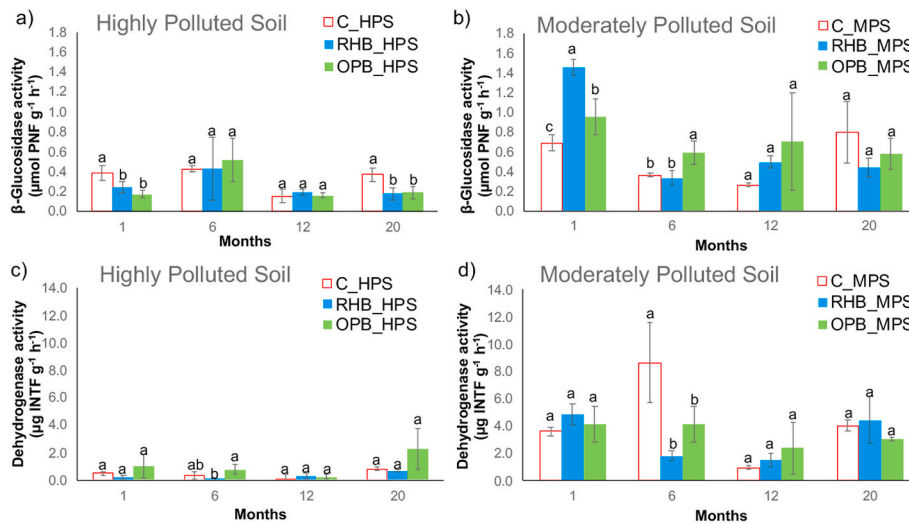 a) Highly Polluted Soil
β-Glucosidase activity
(µmol PNF g-1 h-1)
1.8
1.6
1.4
1.2
1.0
0.8
0.6
0.4
0.2
0.0
C_HPS
RHB_HPS
OPB_HPS
a b b
a a a
a a a
a b b
1 6 12 20
Months
b) Moderately Polluted Soil
β-Glucosidase activity
(µmol PNF g-1 h-1)
1.8
1.6
1.4
1.2
1.0
0.8
0.6
0.4
0.2
0.0
C_MPS
RHB_MPS
OPB_MPS
c a b
b b a
a a a
a a a
1 6 12 20
Months
c) Highly Polluted Soil
Dehydrogenase activity
(µg INTF g-1 h-1)
14.0
12.0
10.0
8.0
6.0
4.0
2.0
0.0
C_HPS
RHB_HPS
OPB_HPS
a a a
ab b a
a a a
a a a
1 6 12 20
Months
d) Moderately Polluted Soil
Dehydrogenase activity
(µg INTF g-1 h-1)
14.0
12.0
10.0
8.0
6.0
4.0
2.0
0.0
C_MPS
RHB_MPS
OPB_MPS
a a a
a b b
a a a
a a a
1 6 12 20
Months